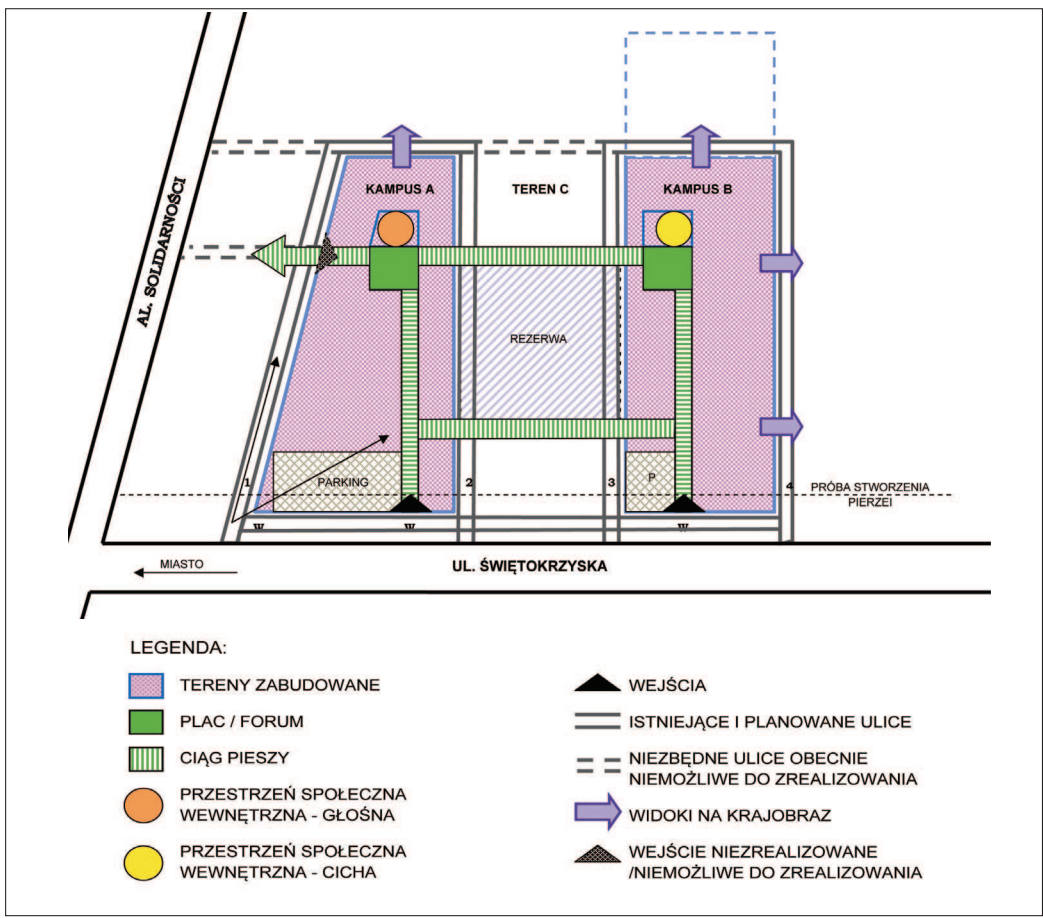 KAMPUS A
TEREN C
KAMPUS B
AL. SOLIDARNOŚCI
REZERWA
1
PARKING
2
3
P
4
PRÓBA STWORZENIA
PIERZEI
W
W
W
MIASTO
UL. ŚWIĘTOKRZYSKA
LEGENDA:
TERENY ZABUDOWANE
PLAC / FORUM
CIĄG PIESZY
PRZESTRZEŃ SPOŁECZNA
WEWNĘTRZNA - GŁOŚNA
PRZESTRZEŃ SPOŁECZNA
WEWNĘTRZNA - CICHA
WEJŚCIA
ISTNIEJĄCE I PLANOWANE ULICE
NIEZBĘDNE ULICE OBECNIE
NIEMOŻLIWE DO ZREALIZOWANIA
WIDOKI NA KRAJOBRAZ
WEJŚCIE NIEZREALIZOWANE
/NIEMOŻLIWE DO ZREALIZOWANIA